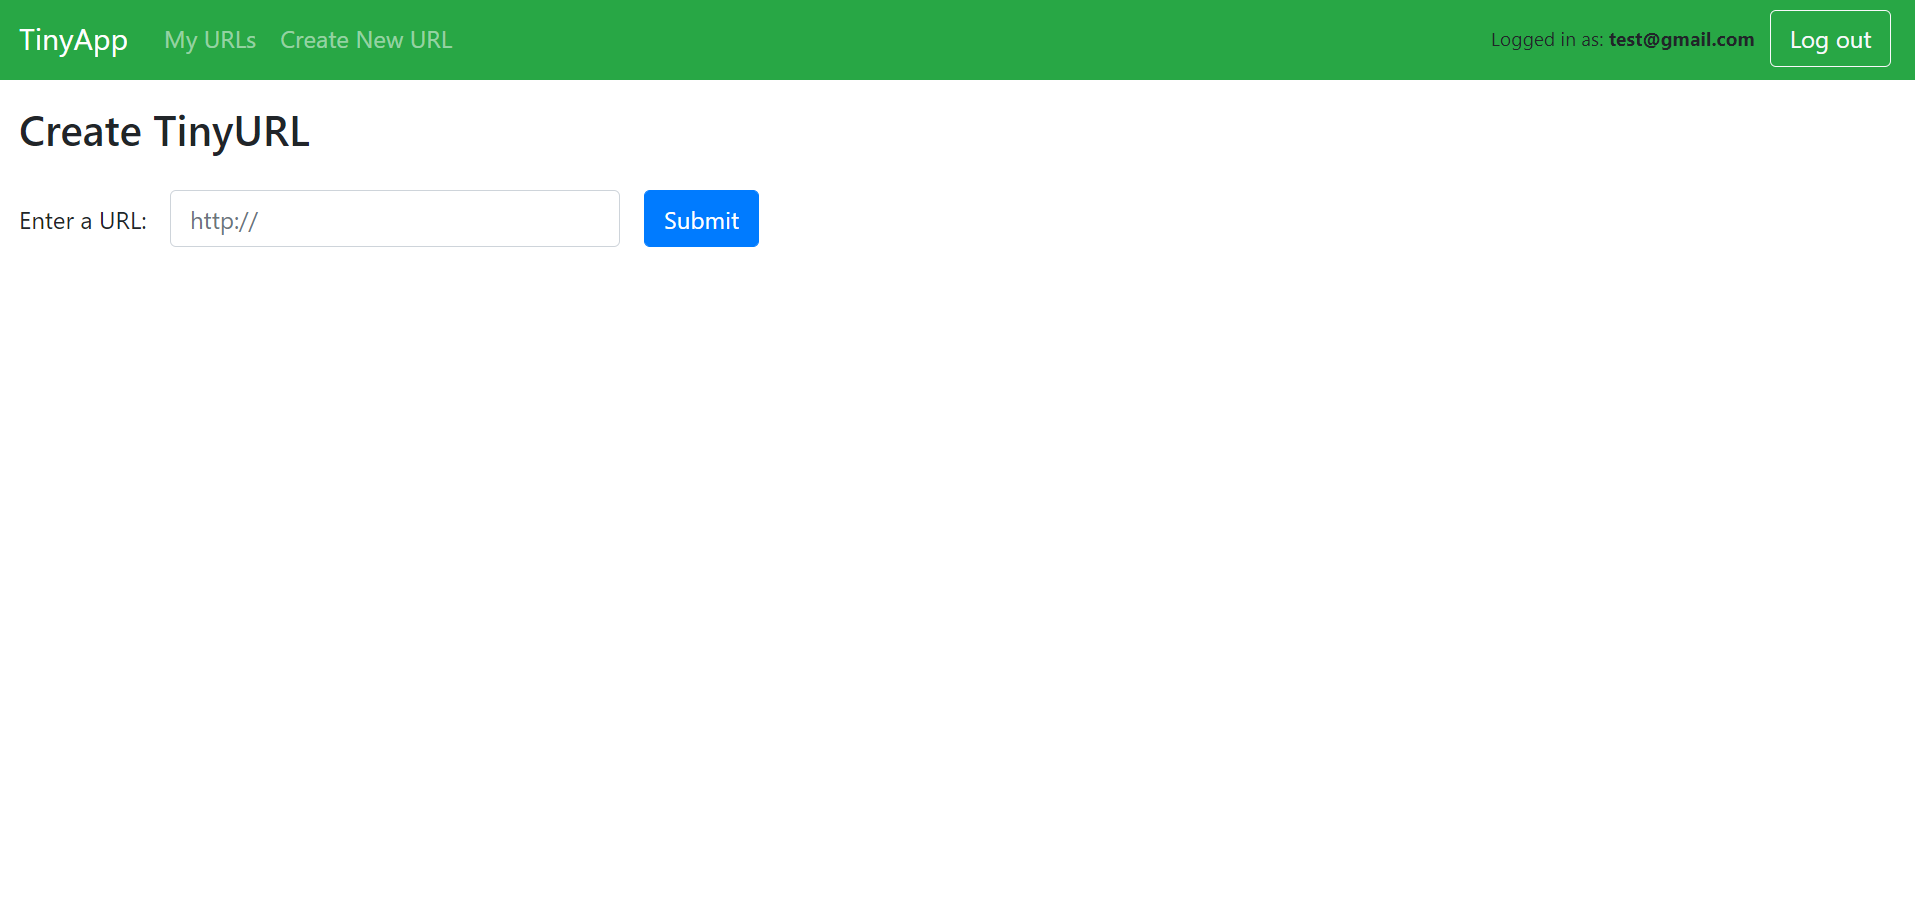 TinyApp My URLs Create New URL Logged in as: test@gmail.com Log out
Create TinyURL
Enter a URL: http:// Submit